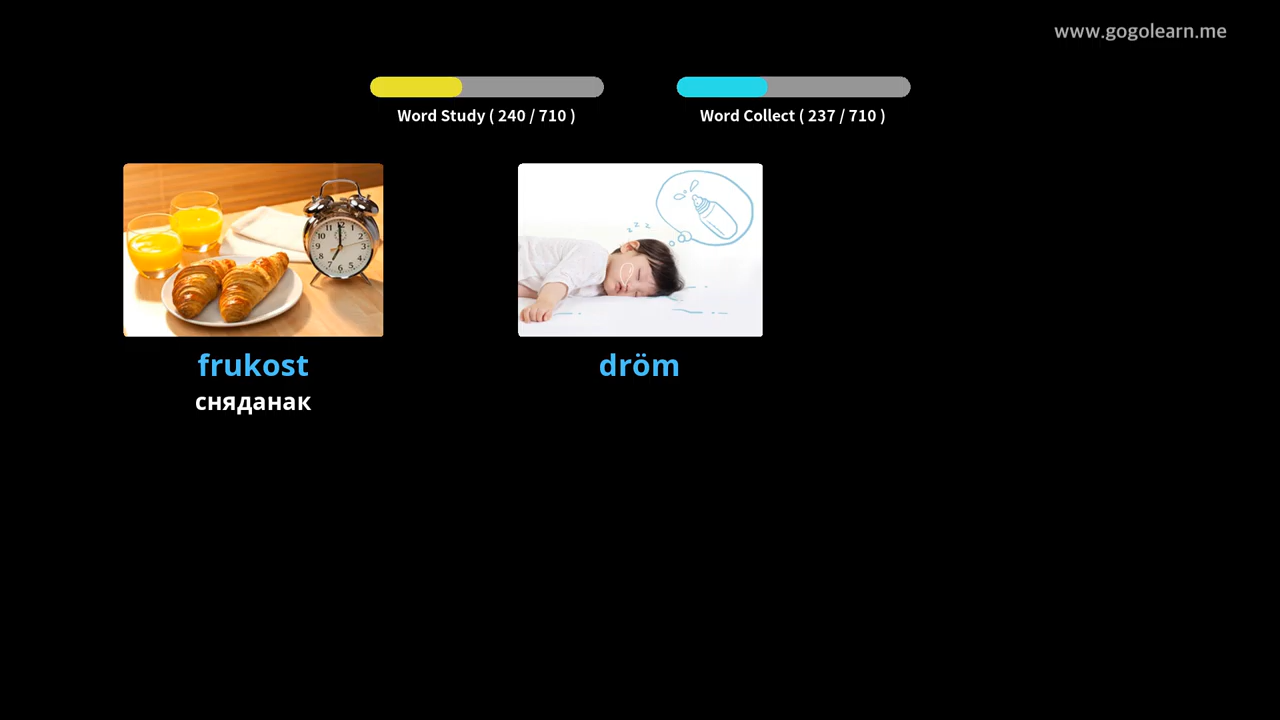 www.gogolearn.me
Word Study ( 240 / 710 )
Word Collect ( 237 / 710 )
frukost
сняданак
dröm